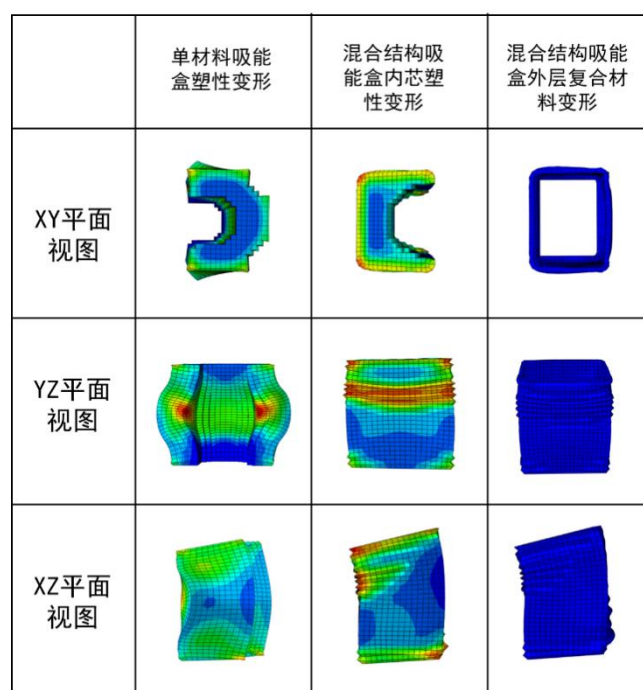 单材料吸能
盒塑性变形
混合结构吸
能盒内芯塑
性变形
混合结构吸能
盒外层复合材
料变形
XY平面
视图
YZ平面
视图
XZ平面
视图